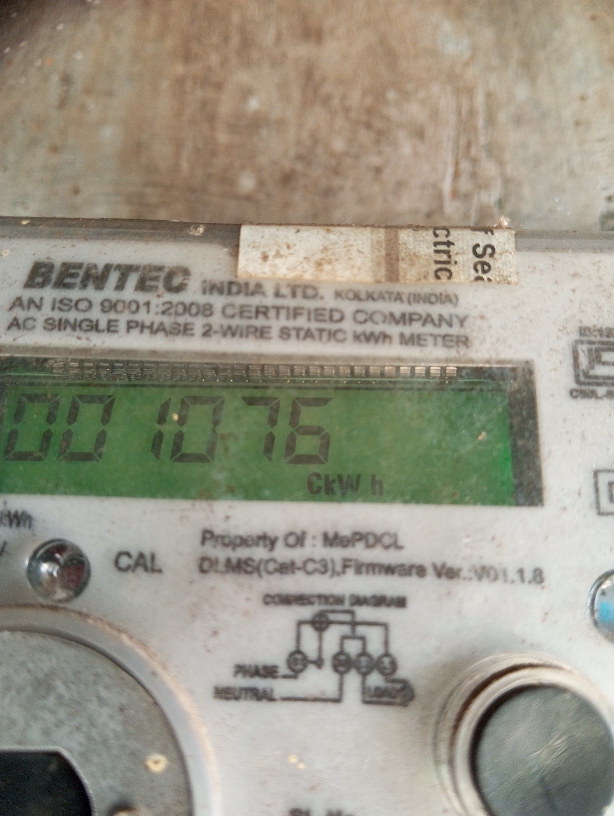 f Sea
ctric
BENTEC INDIA LTD. KOLKATA (INDIA)
AN ISO 9001:2008 CERTIFIED COMPANY
AC SINGLE PHASE 2-WIRE STATIC kWh METER
001076
CkW h
CAL
Property Of : MePDCL
DLMS(Cat-C3).Firmware Ver.:V01.1.8
CONNECTION DIAGRAM
PHASE
NEUTRAL
LOAD